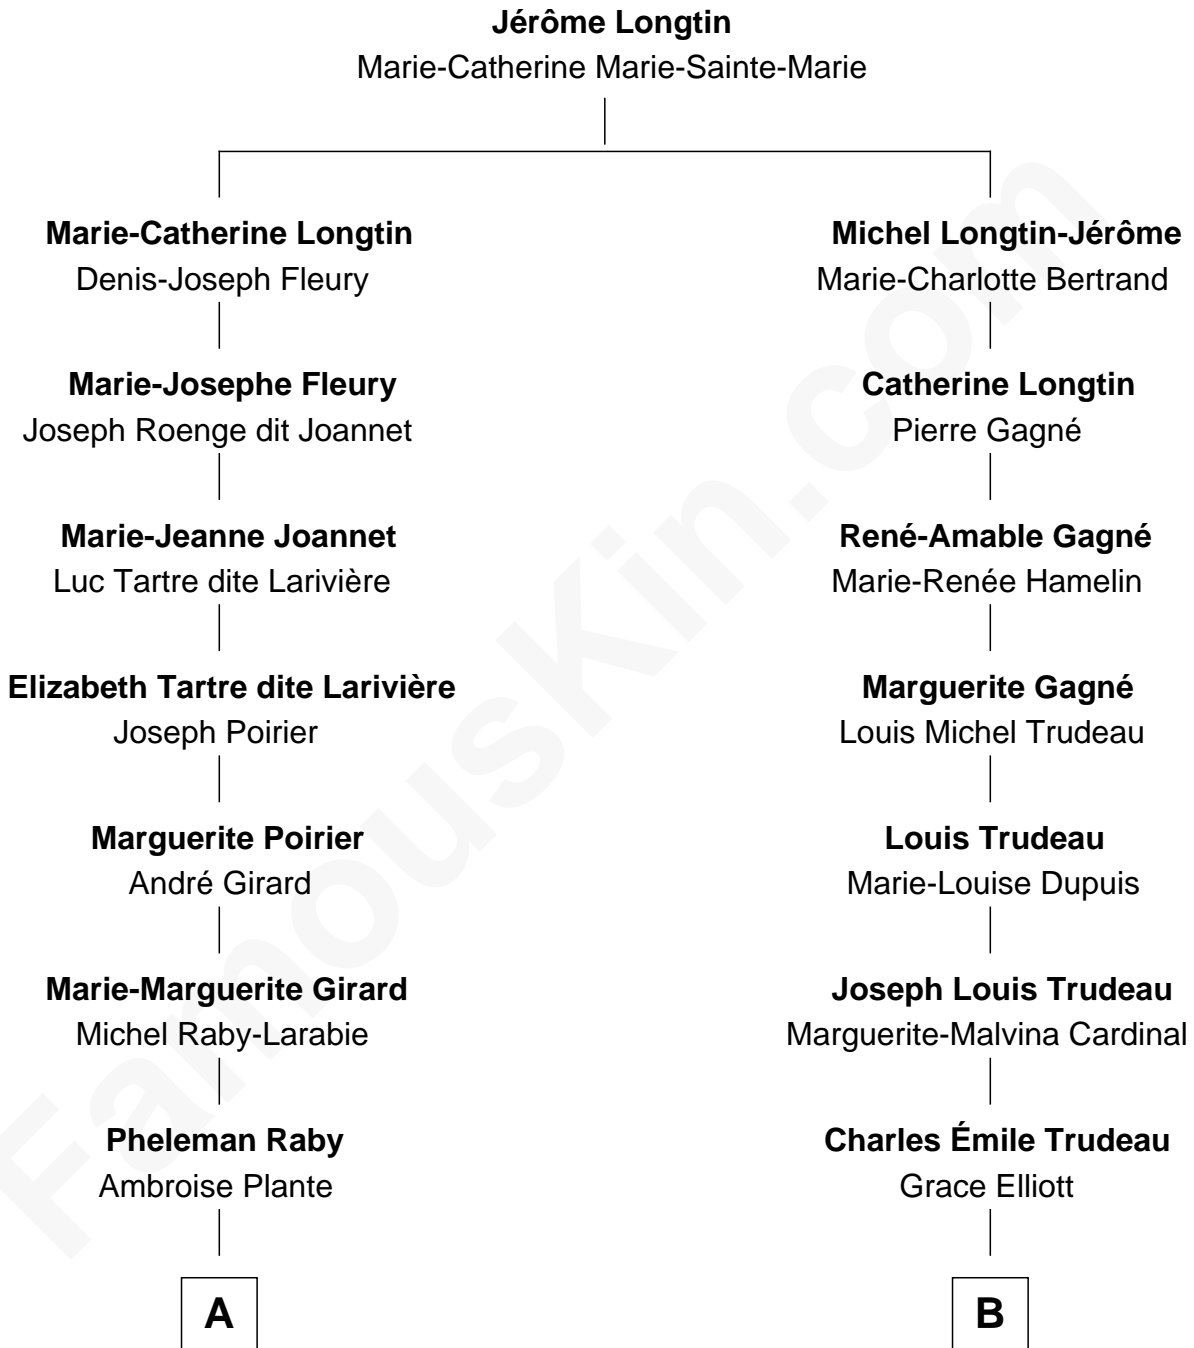 Jérôme Longtin
Marie-Catherine Marie-Sainte-Marie
Marie-Catherine Longtin
Denis-Joseph Fleury
Marie-Josephe Fleury
Joseph Roenge dit Joannet
Marie-Jeanne Joannet
Luc Tartre dite Larivière
Elizabeth Tartre dite Larivière
Joseph Poirier
Marguerite Poirier
André Girard
Marie-Marguerite Girard
Michel Raby-Larabie
Pheleman Raby
Ambroise Plante
A
Michel Longtin-Jérôme
Marie-Charlotte Bertrand
Catherine Longtin
Pierre Gagné
René-Amable Gagné
Marie-Renée Hamelin
Marguerite Gagné
Louis Michel Trudeau
Louis Trudeau
Marie-Louise Dupuis
Joseph Louis Trudeau
Marguerite-Malvina Cardinal
Charles Émile Trudeau
Grace Elliott
B
FamousKin.com